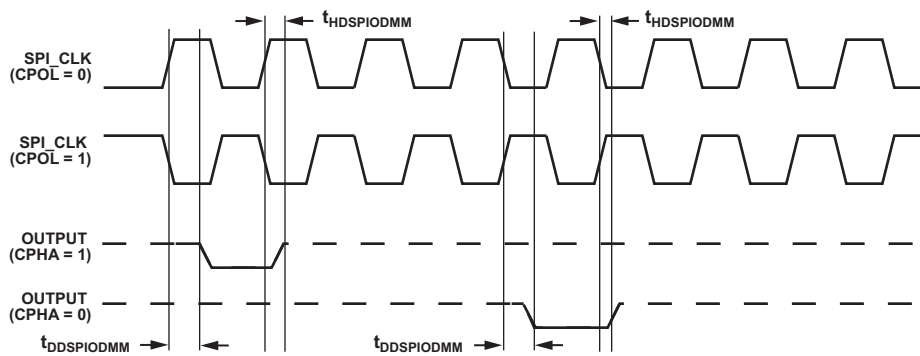 tHDSPIODMM tHDSPIODMM
SPI_CLK
(CPOL = 0)
SPI_CLK
(CPOL = 1)
OUTPUT
(CPHA = 1)
OUTPUT
(CPHA = 0)
tDDSPIODMM tDDSPIODMM